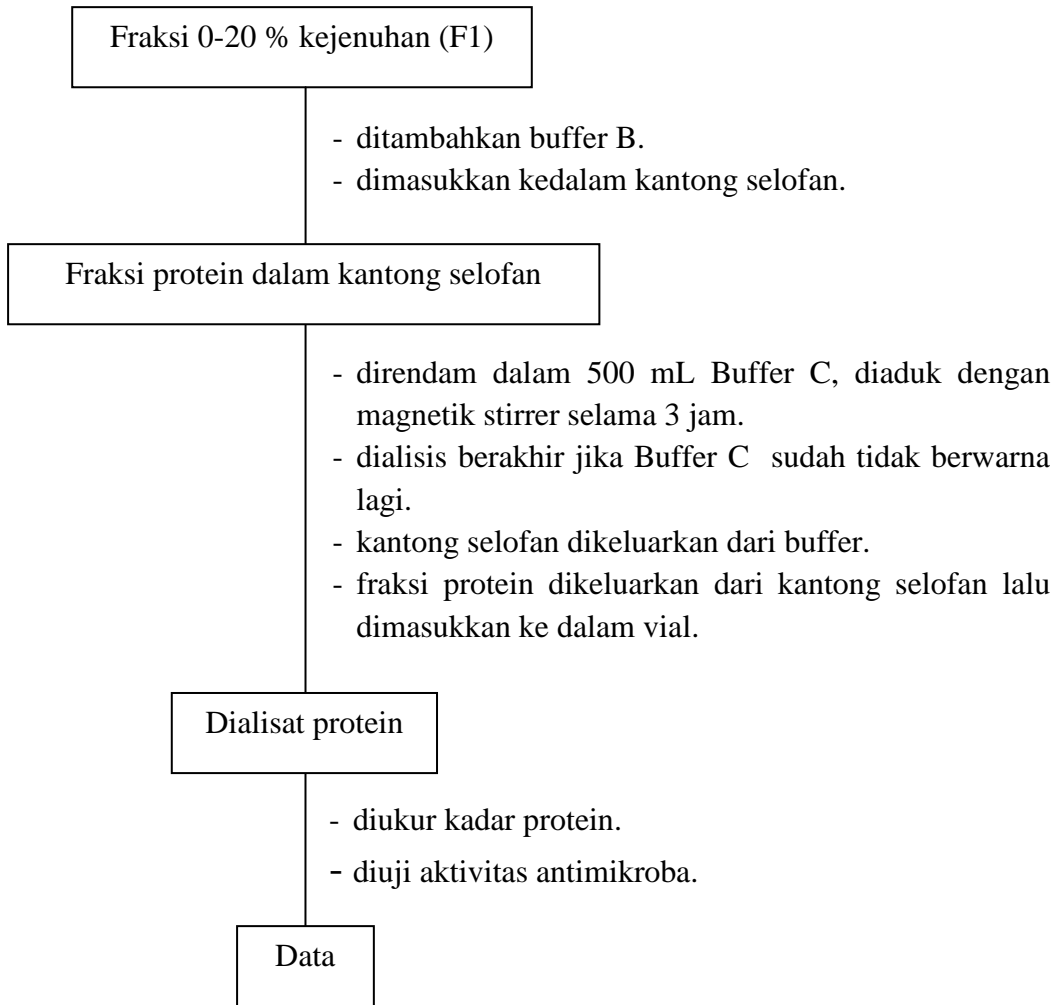 Fraksi 0-20 % kejenuhan (F1)
- ditambahkan buffer B.
- dimasukkan kedalam kantong selofan.
Fraksi protein dalam kantong selofan
- direndam dalam 500 mL Buffer C, diaduk dengan
magnetik stirrer selama 3 jam.
- dialisis berakhir jika Buffer C sudah tidak berwarna
lagi.
- kantong selofan dikeluarkan dari buffer.
- fraksi protein dikeluarkan dari kantong selofan lalu
dimasukkan ke dalam vial.
Dialisat protein
- diukur kadar protein.
- diuji aktivitas antimikroba.
Data